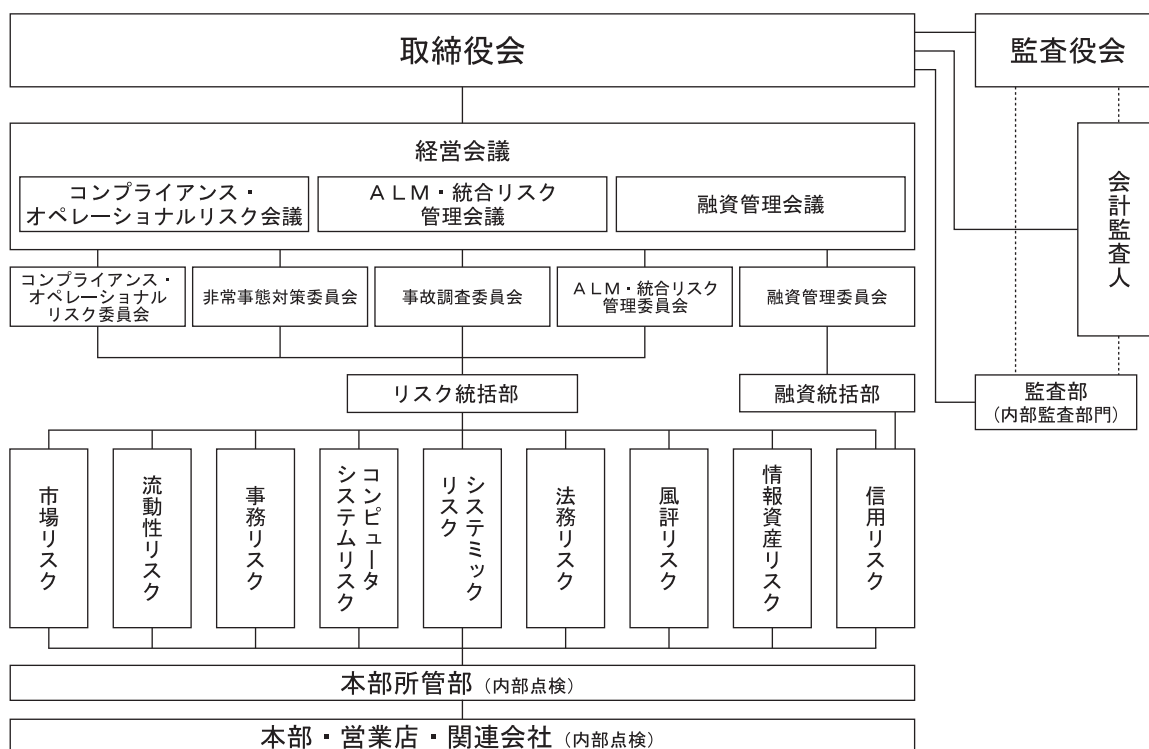 取締役会
監査役会
経営会議
コンプライアンス・
オペレーショナルリスク会議
ＡＬＭ・統合リスク
管理会議
融資管理会議
会計監査人
コンプライアンス・
オペレーショナル
リスク委員会
非常事態対策委員会
事故調査委員会
ＡＬＭ・統合リスク
管理委員会
融資管理委員会
リスク統括部
融資統括部
監査部
（内部監査部門）
市場リスク
流動性リスク
事務リスク
コンピュータ
システムリスク
システミック
リスク
法務リスク
風評リスク
情報資産リスク
信用リスク
本部所管部（内部点検）
本部・営業店・関連会社（内部点検）